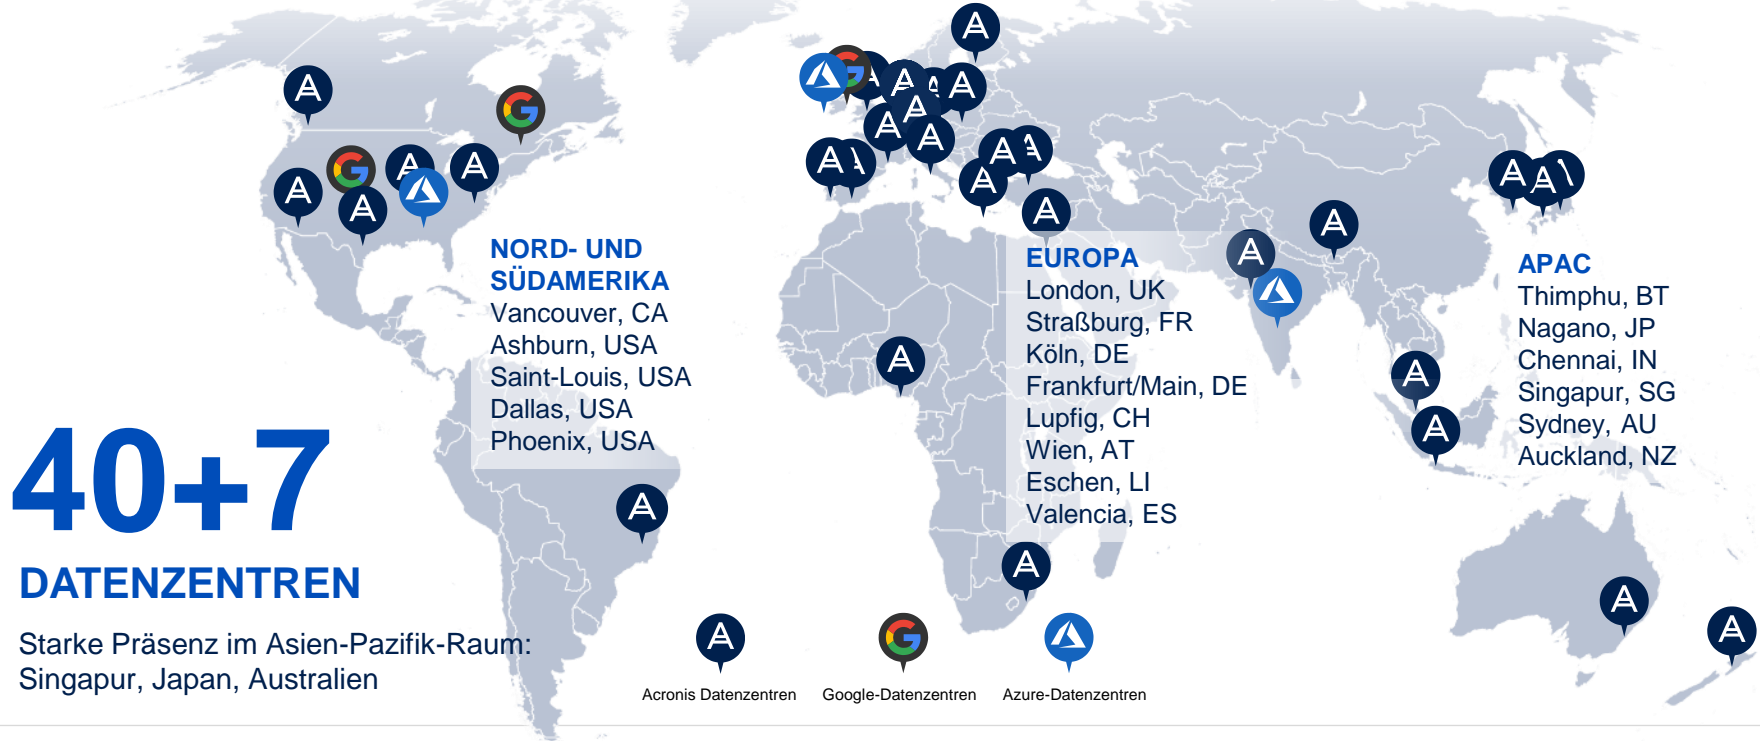 NORD- UND
SÜDAMERIKA
Vancouver, CA
Ashburn, USA
Saint-Louis, USA
Dallas, USA
Phoenix, USA
EUROPA
London, UK
Straßburg, FR
Köln, DE
Frankfurt/Main, DE
Lupfig, CH
Wien, AT
Eschen, LI
Valencia, ES
APAC
Thimphu, BT
Nagano, JP
Chennai, IN
Singapur, SG
Sydney, AU
Auckland, NZ
40+7
DATENZENTREN
Starke Präsenz im Asien-Pazifik-Raum:
Singapur, Japan, Australien
Acronis Datenzentren
Google-Datenzentren
Azure-Datenzentren